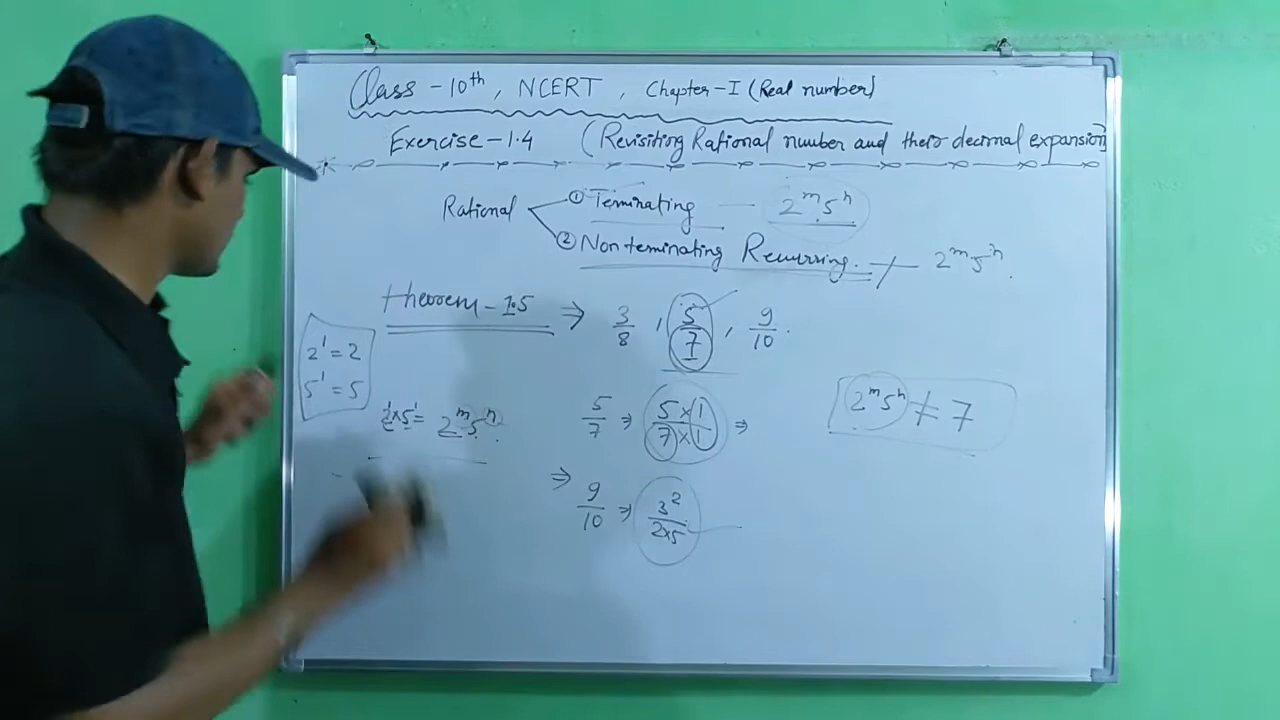 Class - 10th, NCERT, Chapter-I (Real number)
Exercise-1.4 (Revisiting Rational number and their decimal expansion)
Rational ① Teminating — 2^m 5^n
② Nonteminating Recurring. ≠ 2^m 5^n.
theorem-1.5 ⇒ 3/8, 5/7, 9/10.
2^1 = 2
5^1 = 5
2^1×5^1 = 2^m 5^n.
5/7 ⇒ 5×1/7×1 ⇒
2^m 5^n ≠ 7
⇒ 9/10 ⇒ 3^2/2×5